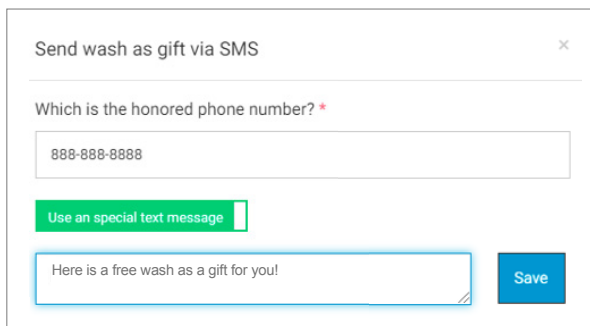 Send wash as gift via SMS ×
Which is the honored phone number? *
888-888-8888
Use an special text message
Here is a free wash as a gift for you!
Save